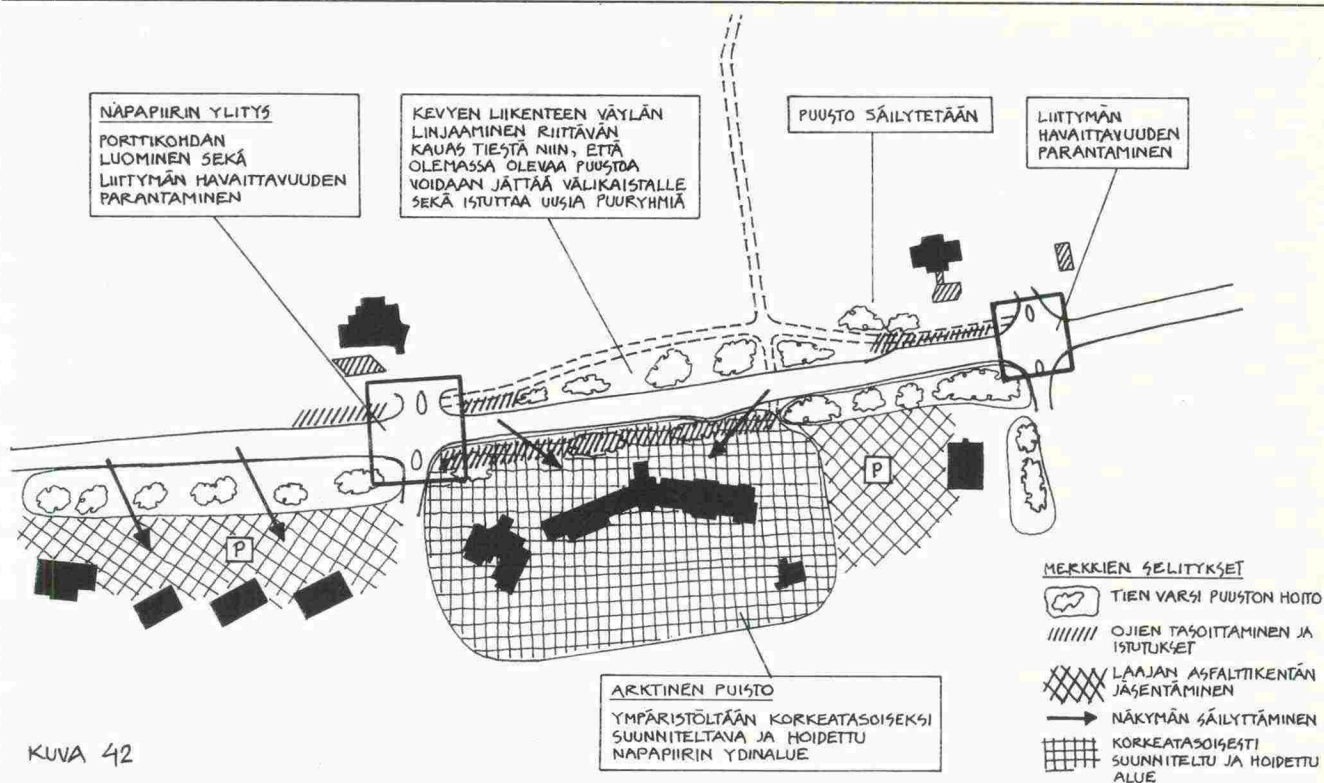 NAPAPIIRIN YLITYS
PORTTIKOHDAN
LUOMINEN SEKÄ
LIITTYMÄN HAVAITTAVUUDEN
PARANTAMINEN
KEVYEN LIIKENTEEN VÄYLÄN
LINJAAMINEN RIITTÄVÄN
KAUAS TIESTÄ NIIN, ETTÄ
OLEMASSA OLEVAA PUUSTOA
VOIDAAN JÄTTÄÄ VÄLIKAISTALLE
SEKÄ ISTUTTAA UUSIA PUURYHMIÄ
PUUSTO SÄILYTETÄÄN
LIITTYMÄN
HAVAITTAVUUDEN
PARANTAMINEN
P
P
ARKTINEN PUISTO
YMPÄRISTÖLTÄÄN KORKEATASOISEKSI
SUUNNITELTAVA JA HOIDETTU
NAPAPIIRIN YDINALUE
MERKKIEN SELITYKSET
TIEN VARSI PUUSTON HOITO
OJIEN TASOITTAMINEN JA
ISTUTUKSET
LAAJAN ASFALTTIKENTÄN
JÄSENTÄMINEN
NÄKYMÄN SÄILYTTÄMINEN
KORKEATASOISESTI
SUUNNITELTU JA HOIDETTU
ALUE
KUVA 42